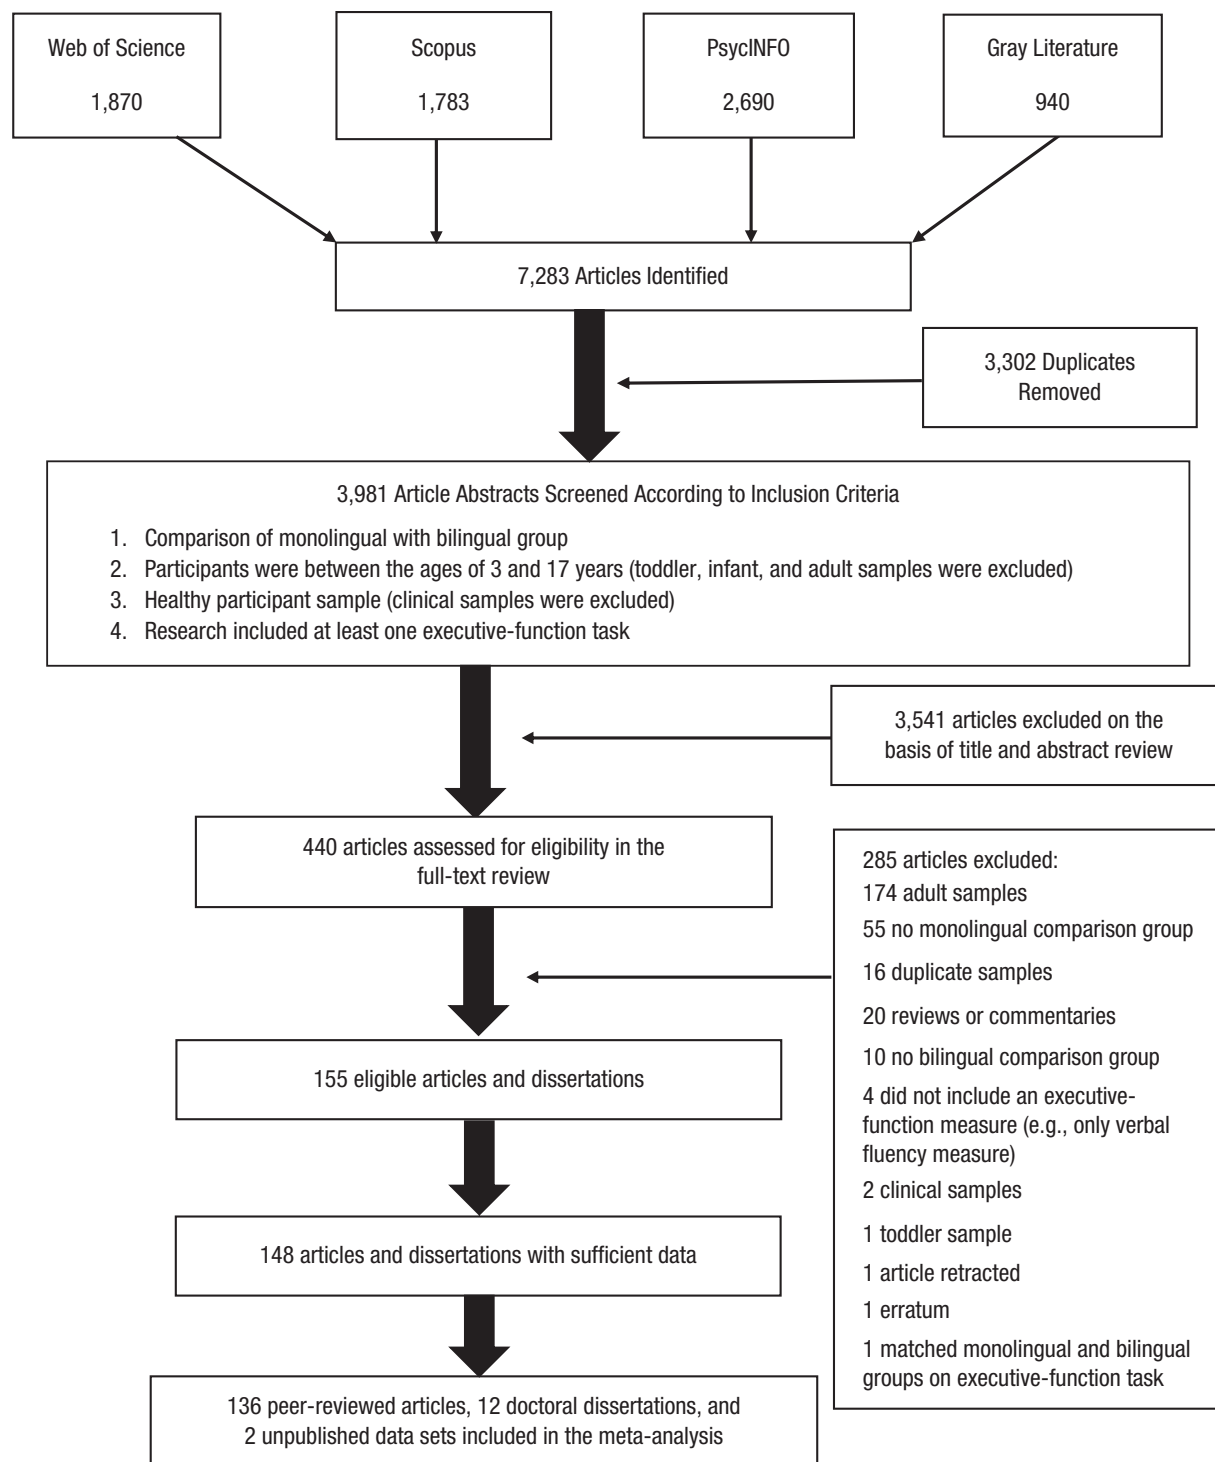 Web of Science
1,870
Scopus
1,783
PsycINFO
2,690
Gray Literature
940
7,283 Articles Identified
3,302 Duplicates
Removed
3,981 Article Abstracts Screened According to Inclusion Criteria
1. Comparison of monolingual with bilingual group
2. Participants were between the ages of 3 and 17 years (toddler, infant, and adult samples were excluded)
3. Healthy participant sample (clinical samples were excluded)
4. Research included at least one executive-function task
3,541 articles excluded on the
basis of title and abstract review
440 articles assessed for eligibility in the
full-text review
285 articles excluded:
174 adult samples
55 no monolingual comparison group
16 duplicate samples
20 reviews or commentaries
10 no bilingual comparison group
4 did not include an executive-
function measure (e.g., only verbal
fluency measure)
2 clinical samples
1 toddler sample
1 article retracted
1 erratum
1 matched monolingual and bilingual
groups on executive-function task
155 eligible articles and dissertations
148 articles and dissertations with sufficient data
136 peer-reviewed articles, 12 doctoral dissertations, and
2 unpublished data sets included in the meta-analysis